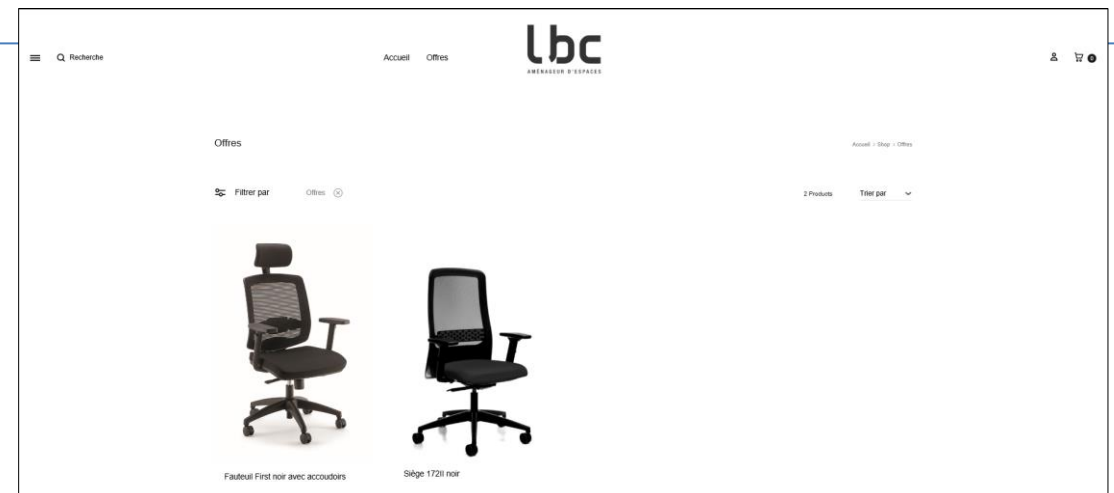 lbc
AMÉNAGEUR D'ESPACES
Recherche
Accueil Offres
0
Offres
Accueil > Shop > Offres
Filtrer par Offres
2 Products Trier par
Fauteuil First noir avec accoudoirs
Siège 172II noir